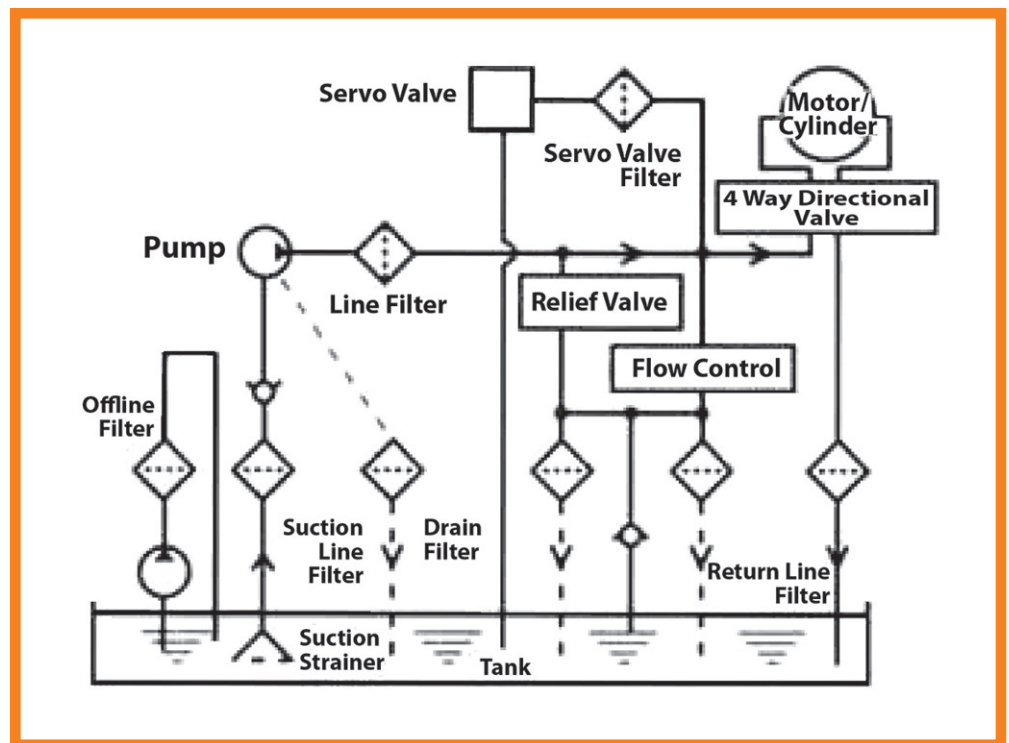 Servo Valve
Motor/
Cylinder
Servo Valve
Filter
4 Way Directional
Valve
Pump
Line Filter
Relief Valve
Flow Control
Offline
Filter
Suction
Line
Filter
Drain
Filter
Return Line
Filter
Suction
Strainer
Tank